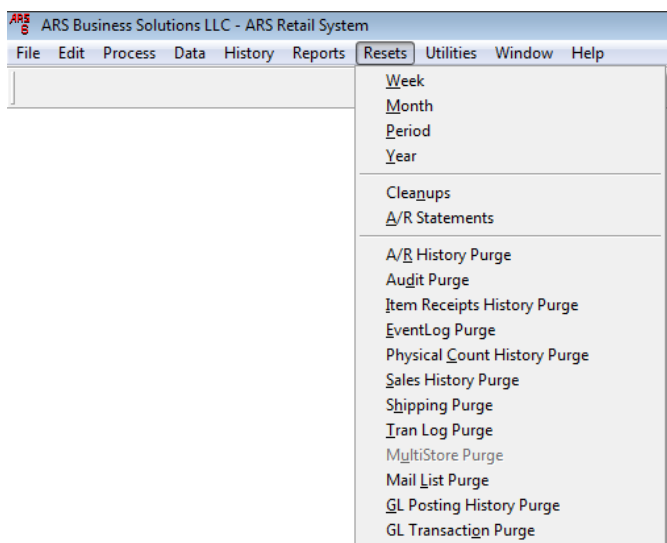 ARS
S ARS Business Solutions LLC - ARS Retail System
File Edit Process Data History Reports Resets Utilities Window Help
Week
Month
Period
Year
Cleanups
A/R Statements
A/R History Purge
Audit Purge
Item Receipts History Purge
EventLog Purge
Physical Count History Purge
Sales History Purge
Shipping Purge
Tran Log Purge
MultiStore Purge
Mail List Purge
GL Posting History Purge
GL Transaction Purge